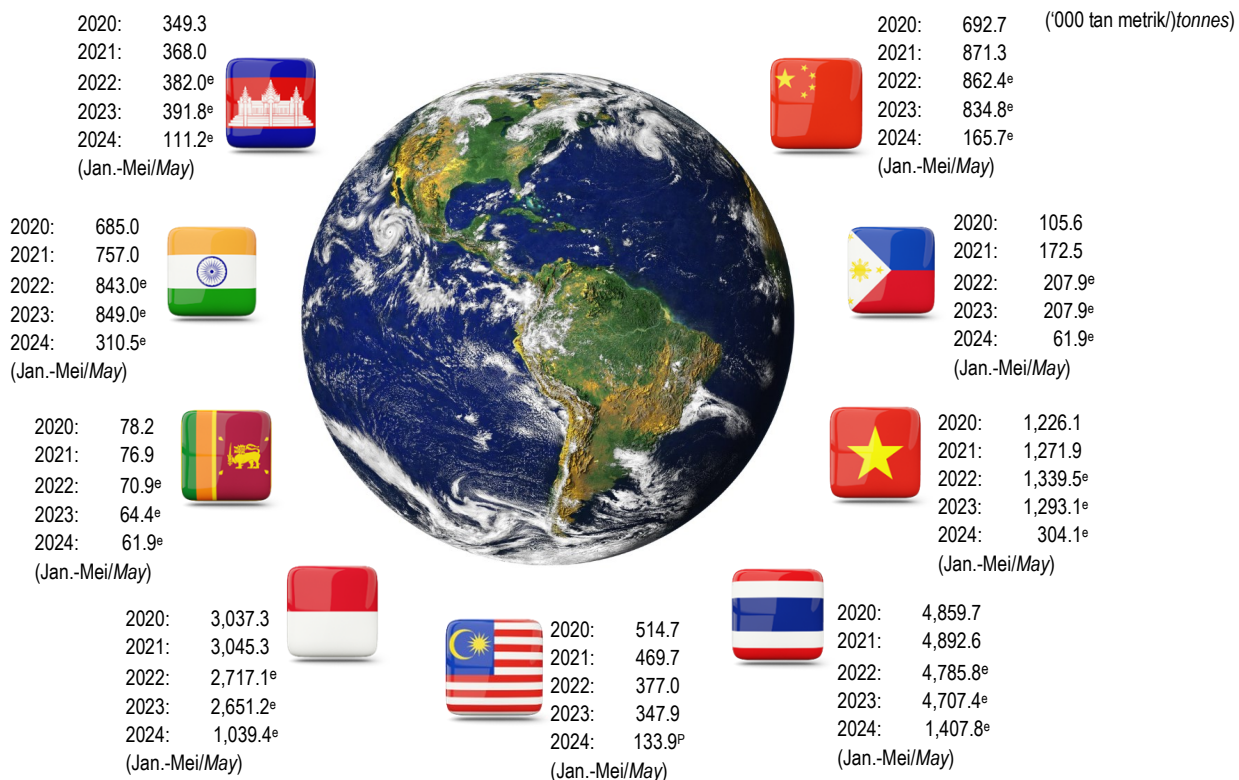 ('000 tan metrik/)tonnes)
2020: 349.3
2021: 368.0
2022: 382.0ᵉ
2023: 391.8ᵉ
2024: 111.2ᵉ
(Jan.-Mei/May)
2020: 692.7
2021: 871.3
2022: 862.4ᵉ
2023: 834.8ᵉ
2024: 165.7ᵉ
(Jan.-Mei/May)
2020: 685.0
2021: 757.0
2022: 843.0ᵉ
2023: 849.0ᵉ
2024: 310.5ᵉ
(Jan.-Mei/May)
2020: 105.6
2021: 172.5
2022: 207.9ᵉ
2023: 207.9ᵉ
2024: 61.9ᵉ
(Jan.-Mei/May)
2020: 78.2
2021: 76.9
2022: 70.9ᵉ
2023: 64.4ᵉ
2024: 61.9ᵉ
(Jan.-Mei/May)
2020: 1,226.1
2021: 1,271.9
2022: 1,339.5ᵉ
2023: 1,293.1ᵉ
2024: 304.1ᵉ
(Jan.-Mei/May)
2020: 3,037.3
2021: 3,045.3
2022: 2,717.1ᵉ
2023: 2,651.2ᵉ
2024: 1,039.4ᵉ
(Jan.-Mei/May)
2020: 514.7
2021: 469.7
2022: 377.0
2023: 347.9
2024: 133.9ᴾ
(Jan.-Mei/May)
2020: 4,859.7
2021: 4,892.6
2022: 4,785.8ᵉ
2023: 4,707.4ᵉ
2024: 1,407.8ᵉ
(Jan.-Mei/May)